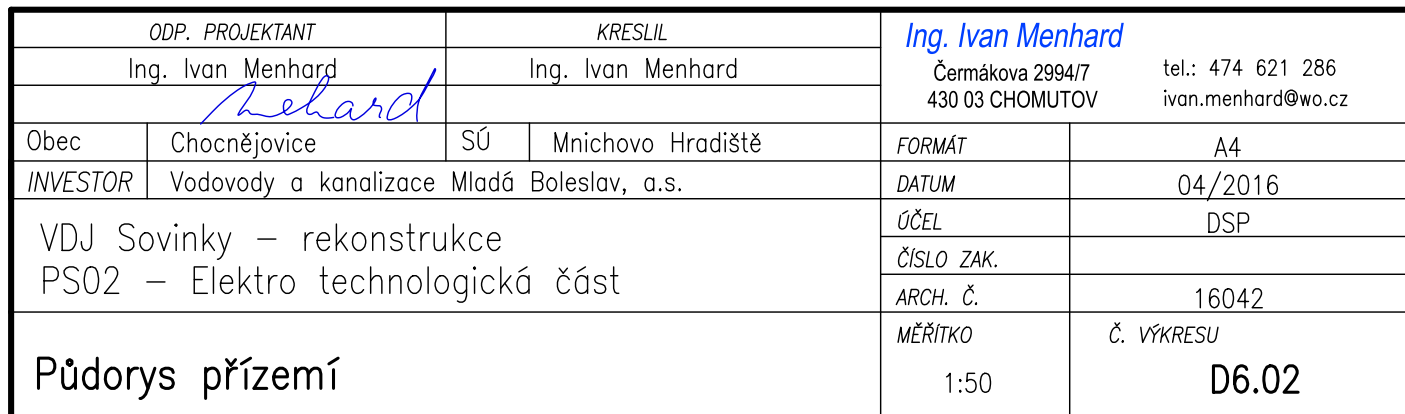 ODP. PROJEKTANT KRESLIL
Ing. Ivan Menhard Ing. Ivan Menhard
Menhard
Ing. Ivan Menhard
Čermákova 2994/7 tel.: 474 621 286
430 03 CHOMUTOV ivan.menhard@wo.cz
Obec Chocnějovice SÚ Mnichovo Hradiště
INVESTOR Vodovody a kanalizace Mladá Boleslav, a.s.
VDJ Sovinky – rekonstrukce
PS02 – Elektro technologická část
Půdorys přízemí
FORMÁT A4
DATUM 04/2016
ÚČEL DSP
ČÍSLO ZAK.
ARCH. Č. 16042
MĚŘÍTKO Č. VÝKRESU
1:50 D6.02